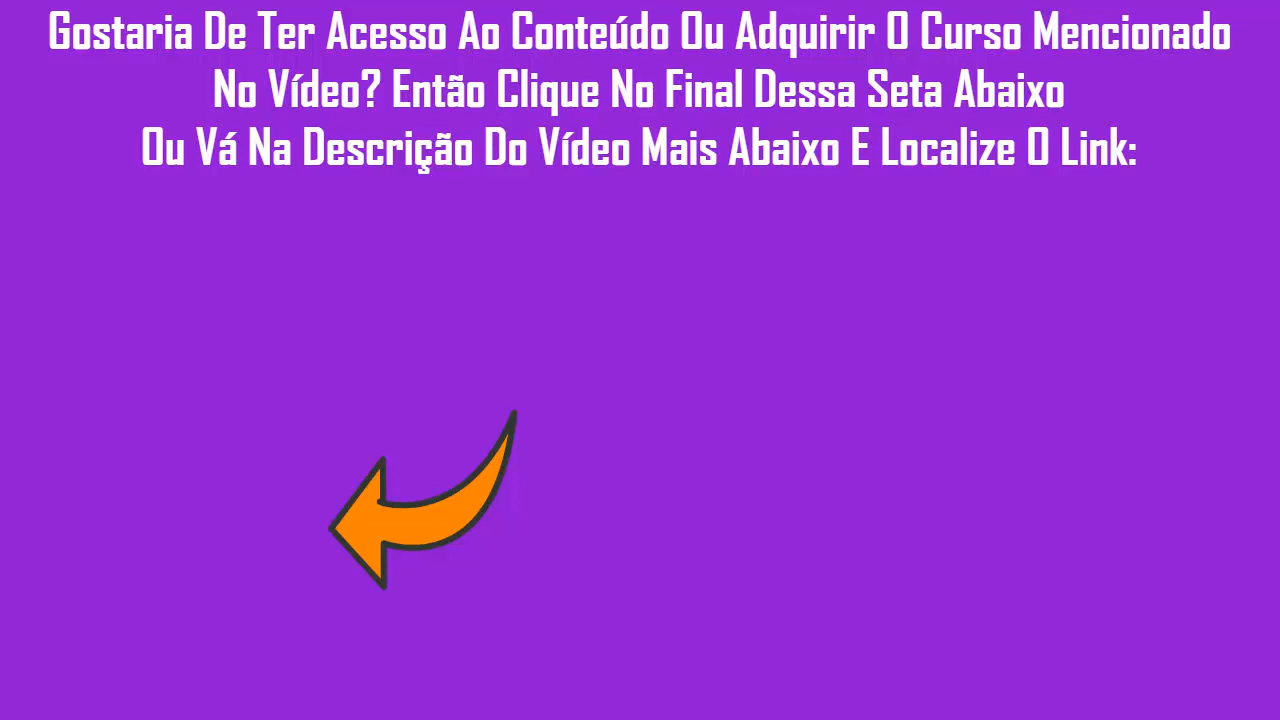 Gostaria De Ter Acesso Ao Conteúdo Ou Adquirir O Curso Mencionado
No Vídeo? Então Clique No Final Dessa Seta Abaixo
Ou Vá Na Descrição Do Vídeo Mais Abaixo E Localize O Link: